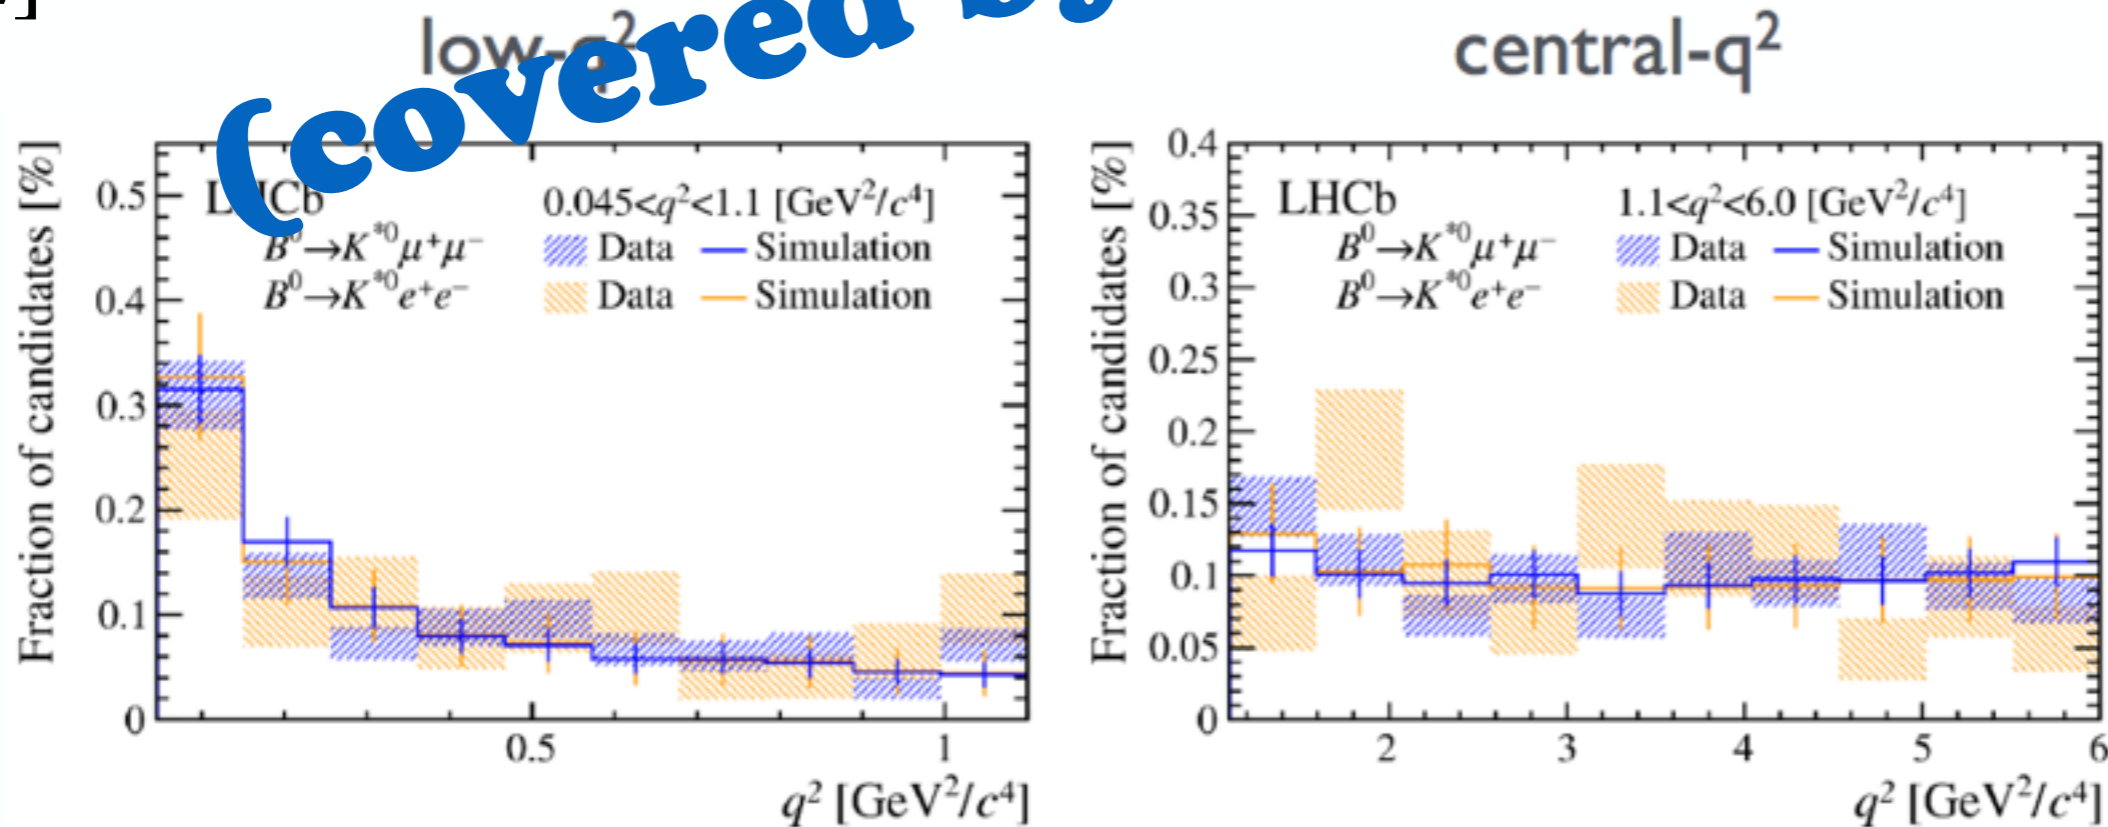 low-q²
(covered
Fraction of candidates [%]
0.5
0.4
0.3
0.2
0.1
0
LHCb
0.045<q²<1.1 [GeV²/c⁴]
B⁰→K*⁰μ⁺μ⁻ Data Simulation
B⁰→K*⁰e⁺e⁻ Data Simulation
0.5 1
q² [GeV²/c⁴]
central-q²
Fraction of candidates [%]
0.4
0.35
0.3
0.25
0.2
0.15
0.1
0.05
0
LHCb
1.1<q²<6.0 [GeV²/c⁴]
B⁰→K*⁰μ⁺μ⁻ Data Simulation
B⁰→K*⁰e⁺e⁻ Data Simulation
2 3 4 5 6
q² [GeV²/c⁴]